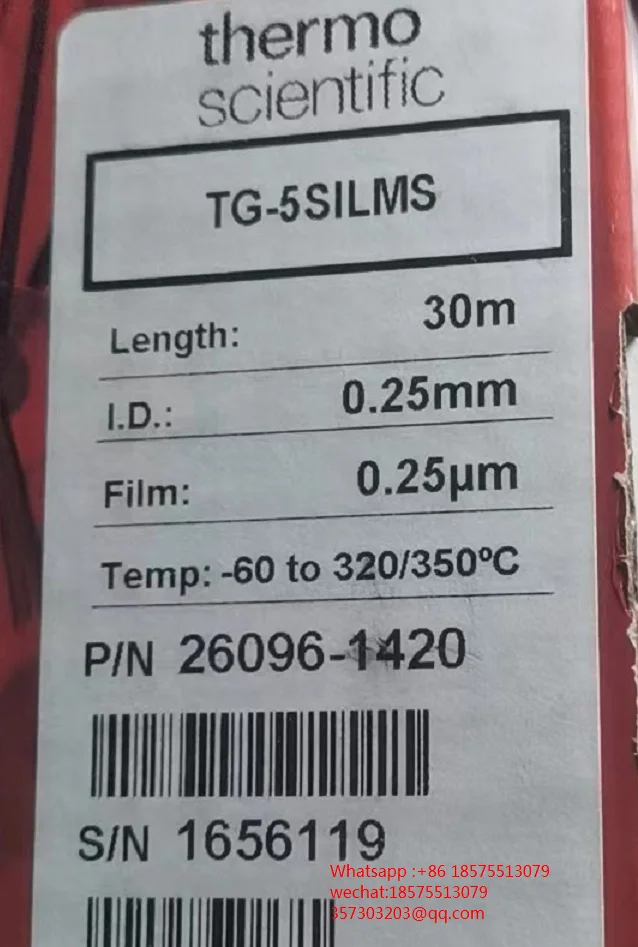 thermo
scientific
TG-5SILMS
Length: 30m
I.D.: 0.25mm
Film: 0.25µm
Temp: -60 to 320/350ºC
P/N 26096-1420
S/N 1656119
Whatsapp :+86 18575513079
wechat:18575513079
357303203@qq.com